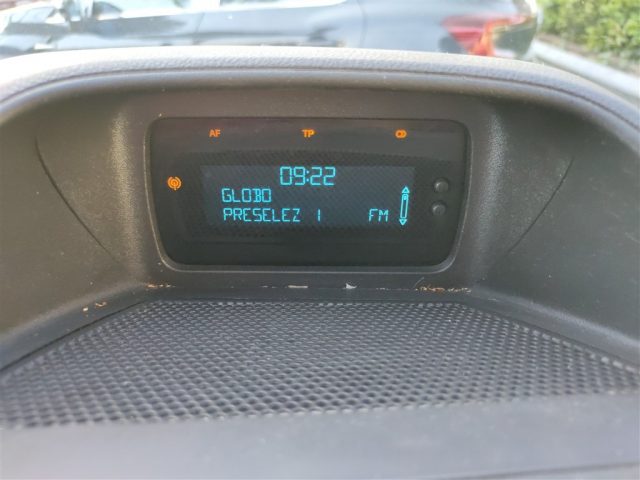 AF TP CD
09:22
GLOBO
PRESELEZ 1 FM